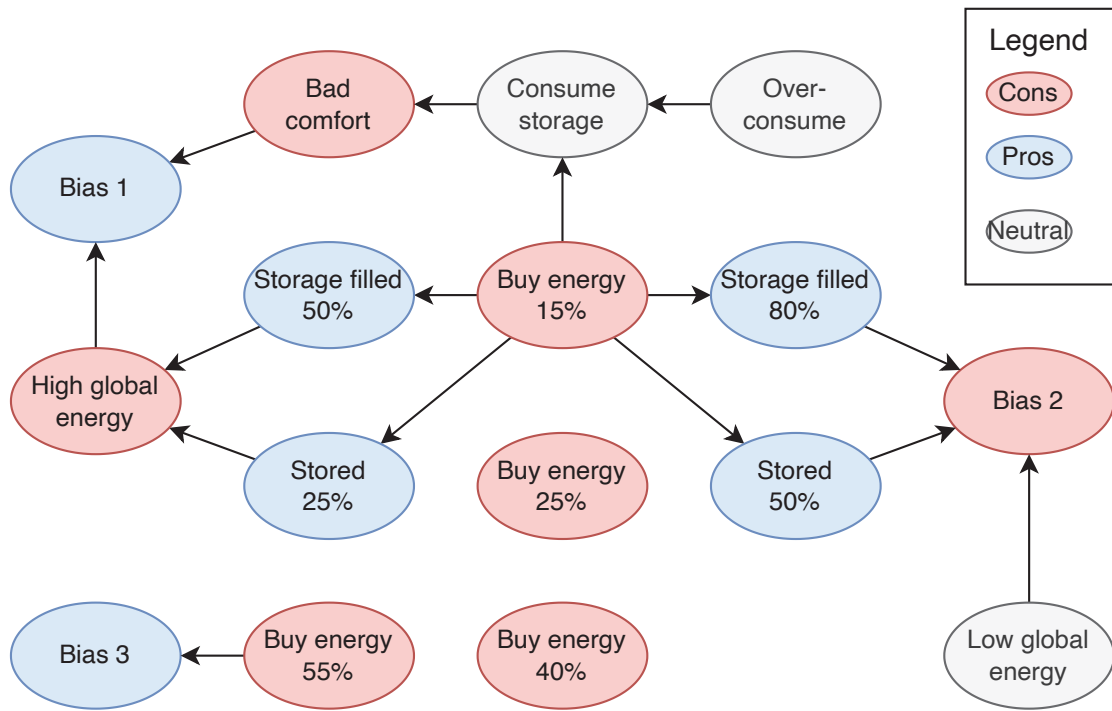 Legend
Cons
Pros
Neutral
Bad
comfort
Consume
storage
Over-
consume
Bias 1
Storage filled
50%
Buy energy
15%
Storage filled
80%
High global
energy
Bias 2
Stored
25%
Buy energy
25%
Stored
50%
Bias 3
Buy energy
55%
Buy energy
40%
Low global
energy